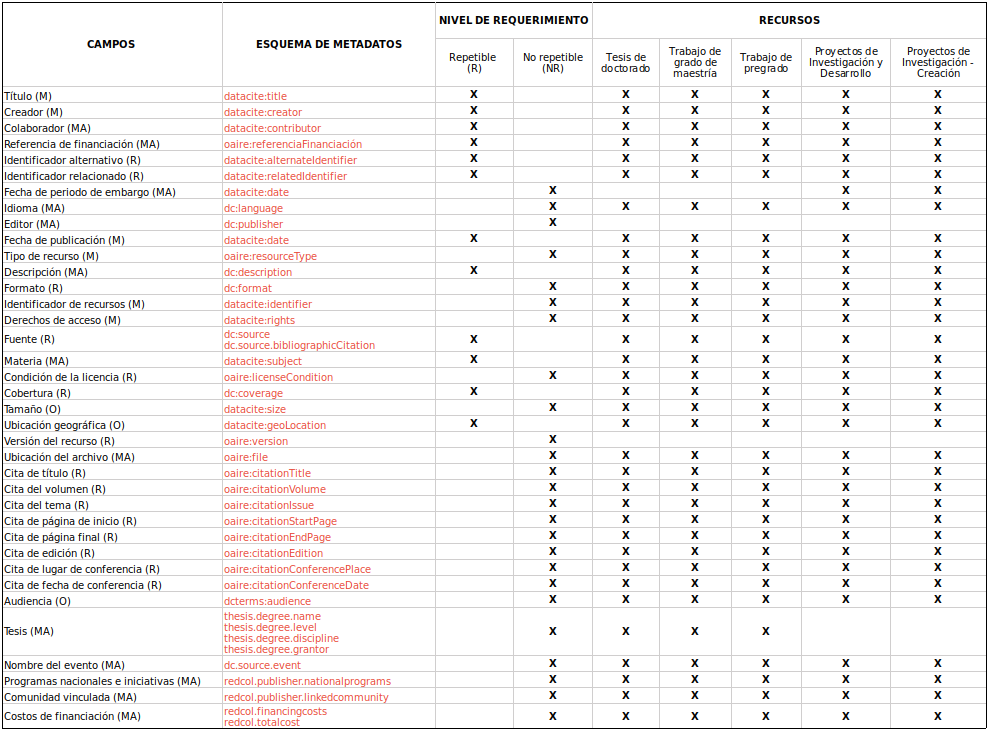 NIVEL DE REQUERIMIENTO RECURSOS
CAMPOS ESQUEMA DE METADATOS
Repetible (R) No repetible (NR) Tesis de doctorado Trabajo de grado de maestría Trabajo de pregrado Proyectos de Investigación y Desarrollo Proyectos de Investigación - Creación
Título (M) datacite:title X X X X X X
Creador (M) datacite:creator X X X X X X
Colaborador (MA) datacite:contributor X X X X X X
Referencia de financiación (MA) oaire:referenciaFinanciación X X X X X X
Identificador alternativo (R) datacite:alternateIdentifier X X X X X X
Identificador relacionado (R) datacite:relatedIdentifier X X X X X X
Fecha de periodo de embargo (MA) datacite:date X X X
Idioma (MA) dc:language X X X X X X
Editor (MA) dc:publisher X
Fecha de publicación (M) datacite:date X X X X X X
Tipo de recurso (M) oaire:resourceType X X X X X X
Descripción (MA) dc:description X X X X X X
Formato (R) dc:format X X X X X X
Identificador de recursos (M) datacite:identifier X X X X X X
Derechos de acceso (M) datacite:rights X X X X X X
Fuente (R) dc:source X X X X X X
dc.source.bibliographicCitation
Materia (MA) datacite:subject X X X X X X
Condición de la licencia (R) oaire:licenseCondition X X X X X X
Cobertura (R) dc:coverage X X X X X X
Tamaño (O) datacite:size X X X X X X
Ubicación geográfica (O) datacite:geoLocation X X X X X X
Versión del recurso (R) oaire:version X
Ubicación del archivo (MA) oaire:file X X X X X X
Cita de título (R) oaire:citationTitle X X X X X X
Cita del volumen (R) oaire:citationVolume X X X X X X
Cita del tema (R) oaire:citationIssue X X X X X X
Cita de página de inicio (R) oaire:citationStartPage X X X X X X
Cita de página final (R) oaire:citationEndPage X X X X X X
Cita de edición (R) oaire:citationEdition X X X X X X
Cita de lugar de conferencia (R) oaire:citationConferencePlace X X X X X X
Cita de fecha de conferencia (R) oaire:citationConferenceDate X X X X X X
Audiencia (O) dcterms:audience X X X X X X
thesis.degree.name
thesis.degree.level
Tesis (MA) thesis.degree.discipline X X X X
thesis.degree.grantor
Nombre del evento (MA) dc.source.event X X X X X X
Programas nacionales e iniciativas (MA) redcol.publisher.nationalprograms X X X X X X
Comunidad vinculada (MA) redcol.publisher.linkedcommunity X X X X X X
Costos de financiación (MA) redcol.financingcosts X X X X X X
redcol.totalcost